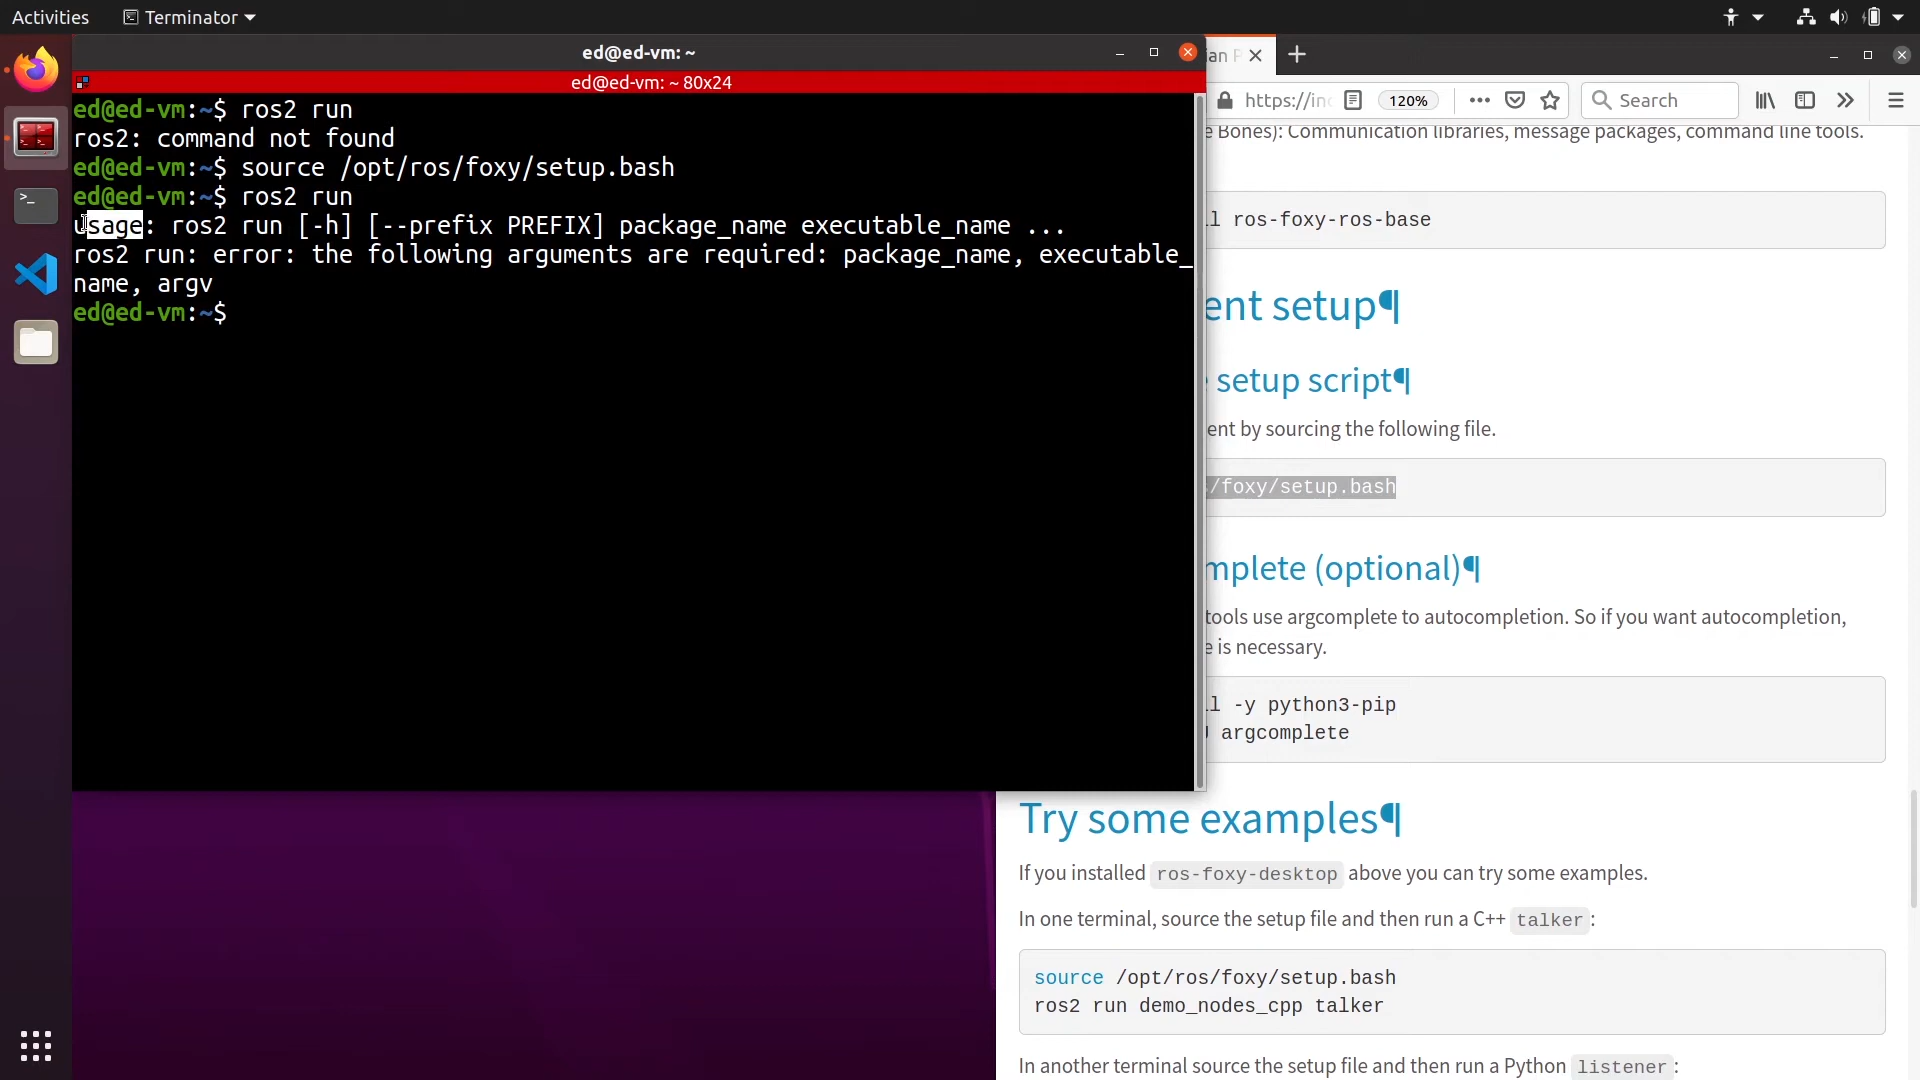 Activities
Terminator
ed@ed-vm: ~
ed@ed-vm: ~ 80x24
ed@ed-vm:~$ ros2 run
ros2: command not found
ed@ed-vm:~$ source /opt/ros/foxy/setup.bash
ed@ed-vm:~$ ros2 run
usage: ros2 run [-h] [--prefix PREFIX] package_name executable_name ...
ros2 run: error: the following arguments are required: package_name, executable_
name, argv
ed@ed-vm:~$
120%
Search
Bones): Communication libraries, message packages, command line tools.
ros-foxy-ros-base
setup¶
setup script¶
by sourcing the following file.
/foxy/setup.bash
(optional)¶
tools use argcomplete to autocompletion. So if you want autocompletion,
is necessary.
-y python3-pip
argcomplete
Try some examples¶
If you installed ros-foxy-desktop above you can try some examples.
In one terminal, source the setup file and then run a C++ talker:
source /opt/ros/foxy/setup.bash
ros2 run demo_nodes_cpp talker
In another terminal source the setup file and then run a Python listener: